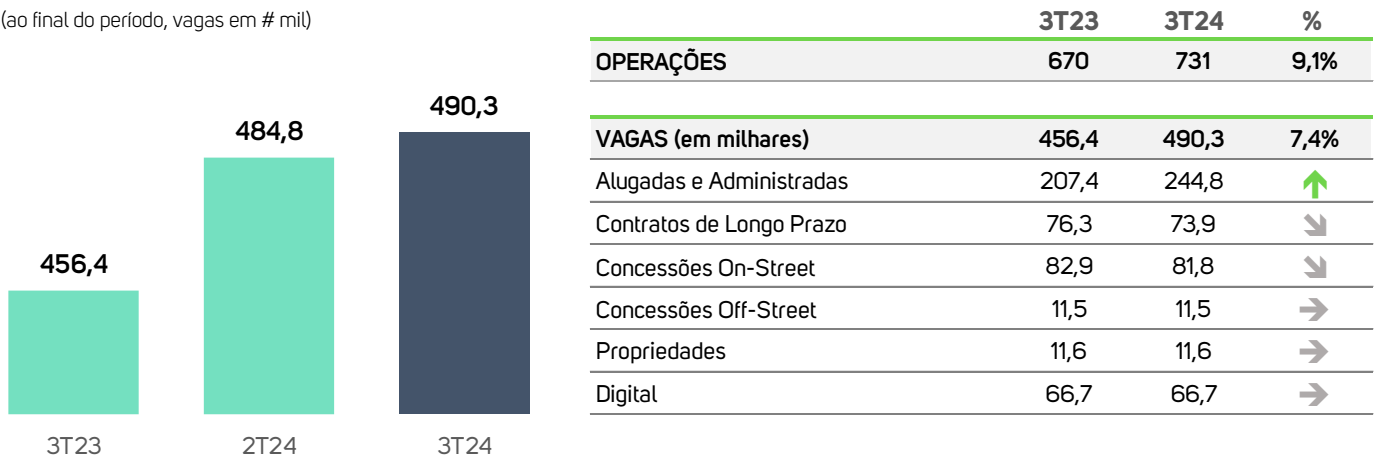 (ao final do período, vagas em # mil)
456,4
484,8
490,3
3T23
2T24
3T24
3T23 3T24 %
OPERAÇÕES 670 731 9,1%
VAGAS (em milhares) 456,4 490,3 7,4%
Alugadas e Administradas 207,4 244,8
Contratos de Longo Prazo 76,3 73,9
Concessões On-Street 82,9 81,8
Concessões Off-Street 11,5 11,5
Propriedades 11,6 11,6
Digital 66,7 66,7